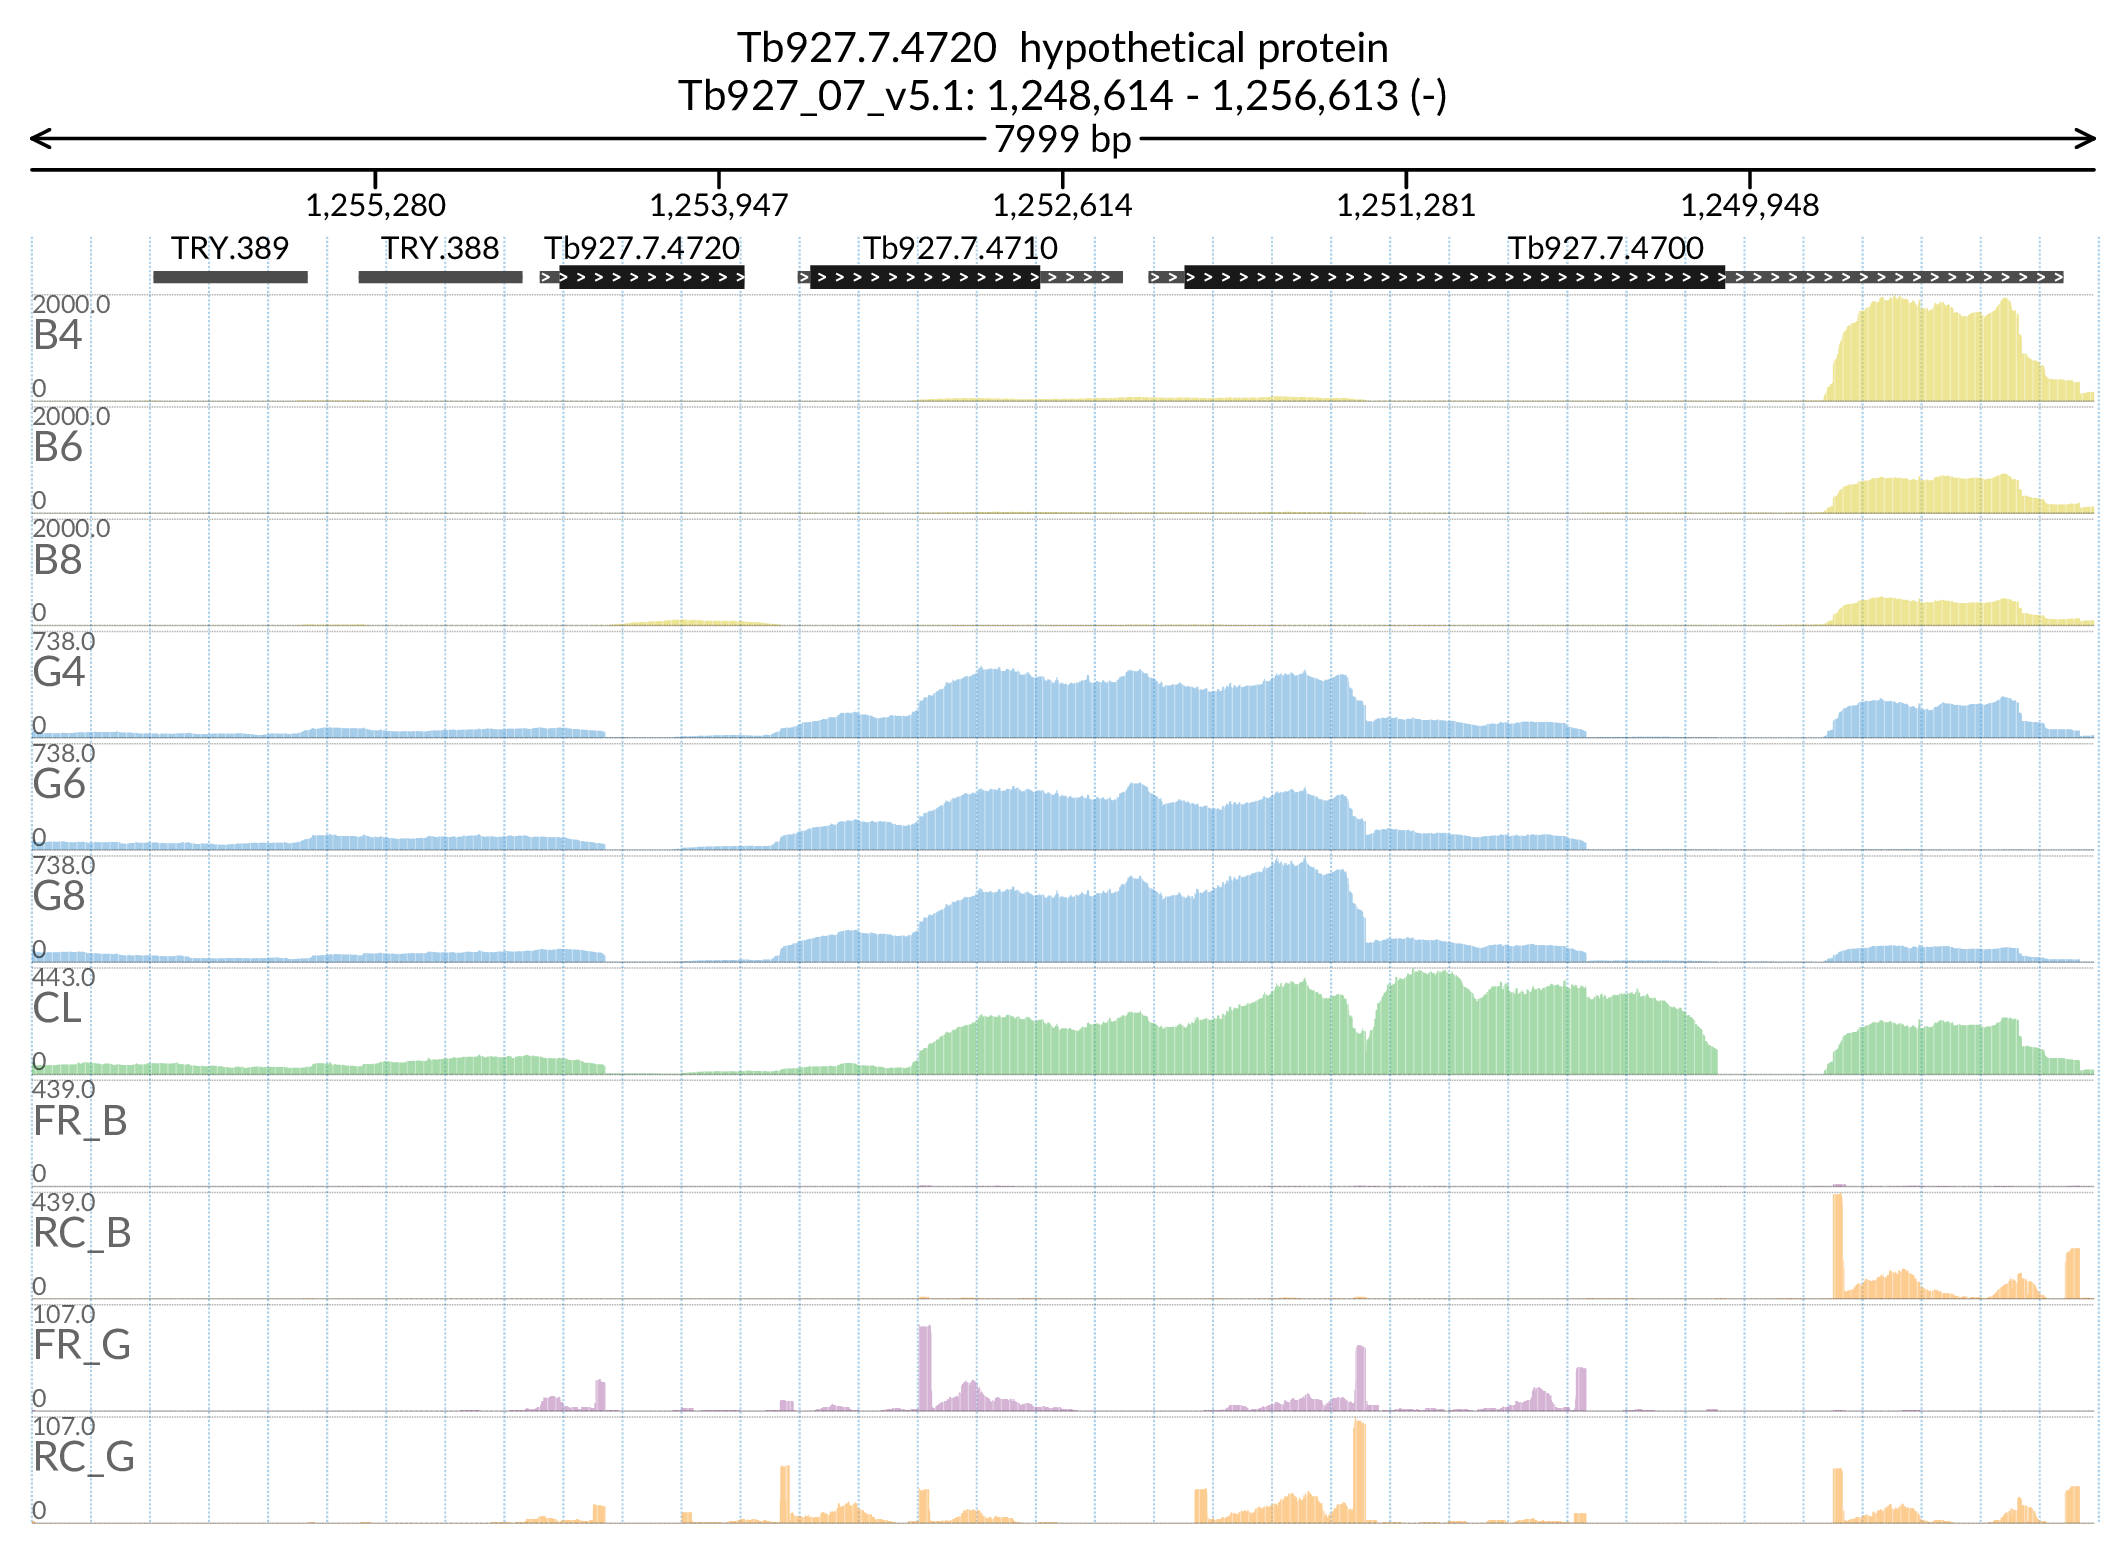 Tb927.7.4720  hypothetical protein
Tb927_07_v5.1: 1,248,614 - 1,256,613 (-)
7999 bp
1,255,280 1,253,947 1,252,614 1,251,281 1,249,948
TRY.389 TRY.388 Tb927.7.4720 Tb927.7.4710 Tb927.7.4700
2000.0
B4
0
2000.0
B6
0
2000.0
B8
0
738.0
G4
0
738.0
G6
0
738.0
G8
0
443.0
CL
0
439.0
FR_B
0
439.0
RC_B
0
107.0
FR_G
0
107.0
RC_G
0